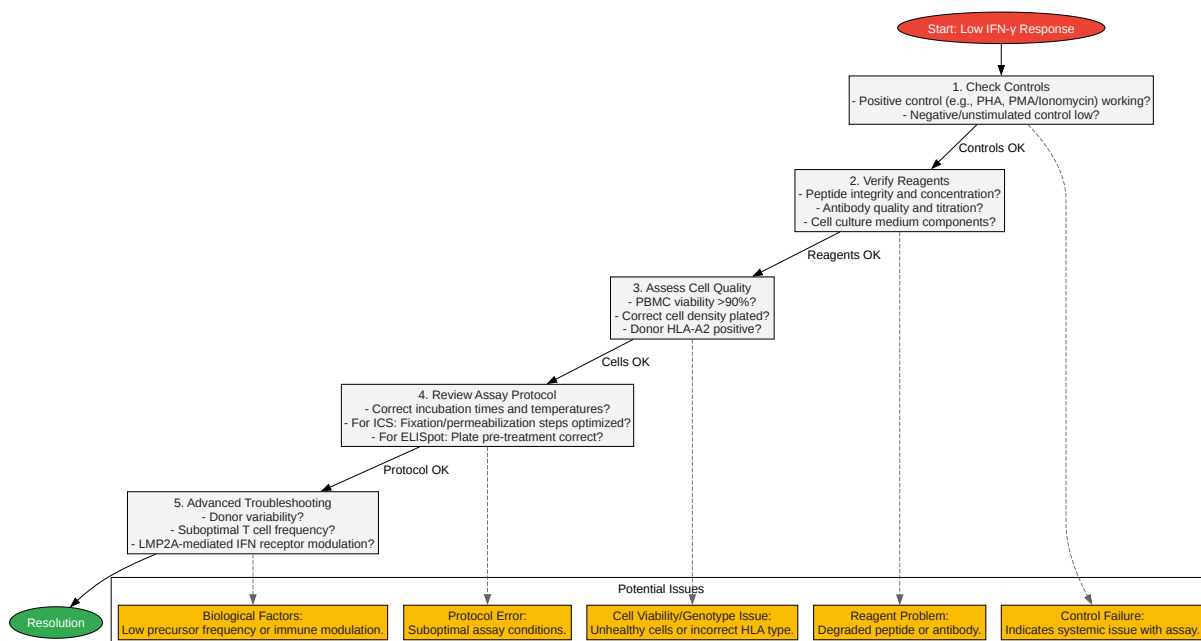 Start: Low IFN-γ Response
1. Check Controls
- Positive control (e.g., PHA, PMA/Ionomycin) working?
- Negative/unstimulated control low?
Controls OK
2. Verify Reagents
- Peptide integrity and concentration?
- Antibody quality and titration?
- Cell culture medium components?
Reagents OK
3. Assess Cell Quality
- PBMC viability >90%?
- Correct cell density plated?
- Donor HLA-A2 positive?
Cells OK
4. Review Assay Protocol
- Correct incubation times and temperatures?
- For ICS: Fixation/permeabilization steps optimized?
- For ELISpot: Plate pre-treatment correct?
Protocol OK
5. Advanced Troubleshooting
- Donor variability?
- Suboptimal T cell frequency?
- LMP2A-mediated IFN receptor modulation?
Resolution
Potential Issues
Biological Factors:
Low precursor frequency or immune modulation.
Protocol Error:
Suboptimal assay conditions.
Cell Viability/Genotype Issue:
Unhealthy cells or incorrect HLA type.
Reagent Problem:
Degraded peptide or antibody.
Control Failure:
Indicates systemic issue with assay.